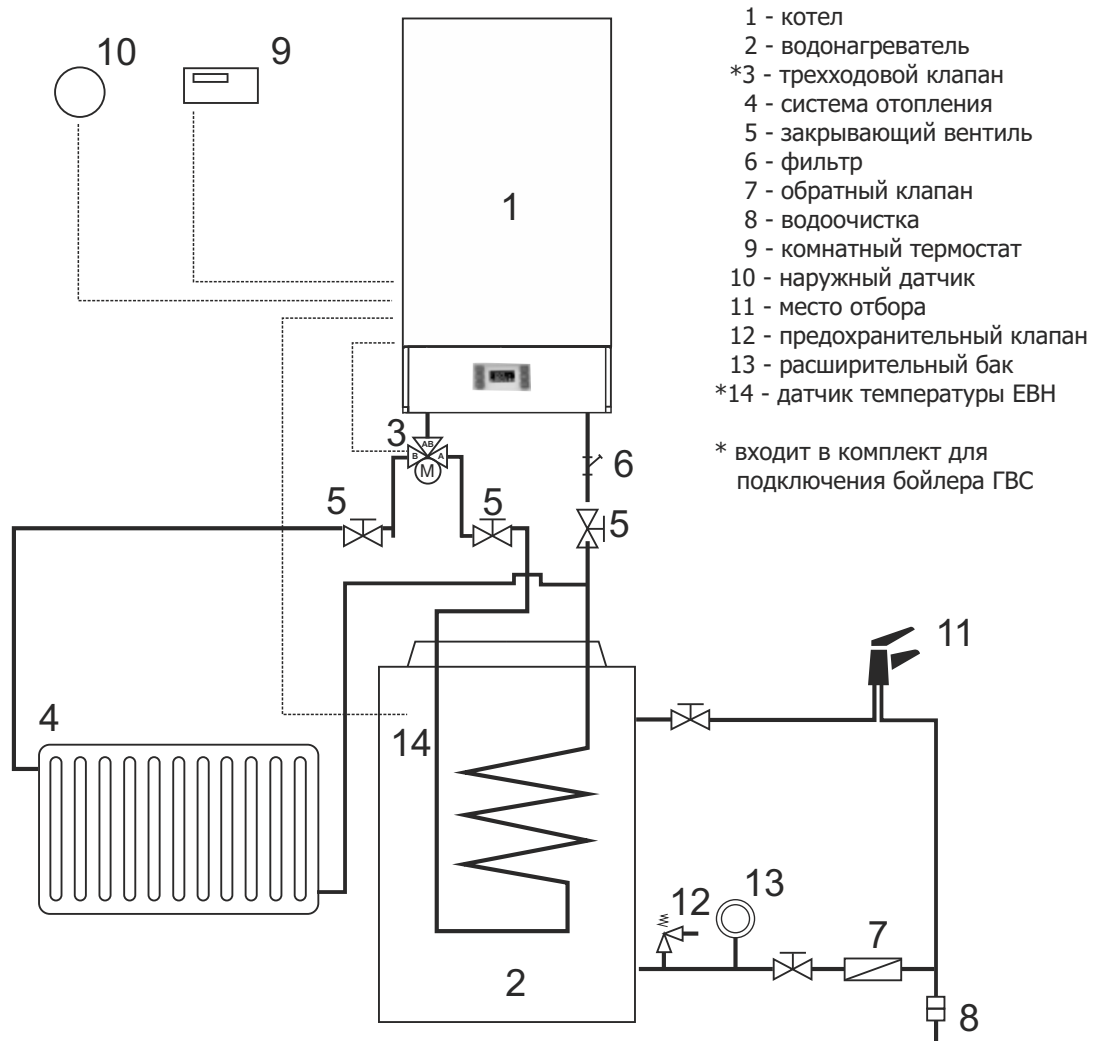 1 - котел
2 - водонагреватель
*3 - трехходовой клапан
4 - система отопления
5 - закрывающий вентиль
6 - фильтр
7 - обратный клапан
8 - водоочистка
9 - комнатный термостат
10 - наружный датчик
11 - место отбора
12 - предохранительный клапан
13 - расширительный бак
*14 - датчик температуры ЕВН
* входит в комплект для
подключения бойлера ГВС
10
9
1
3
AB
B
A
M
6
5
5
5
11
4
14
12
13
7
2
8